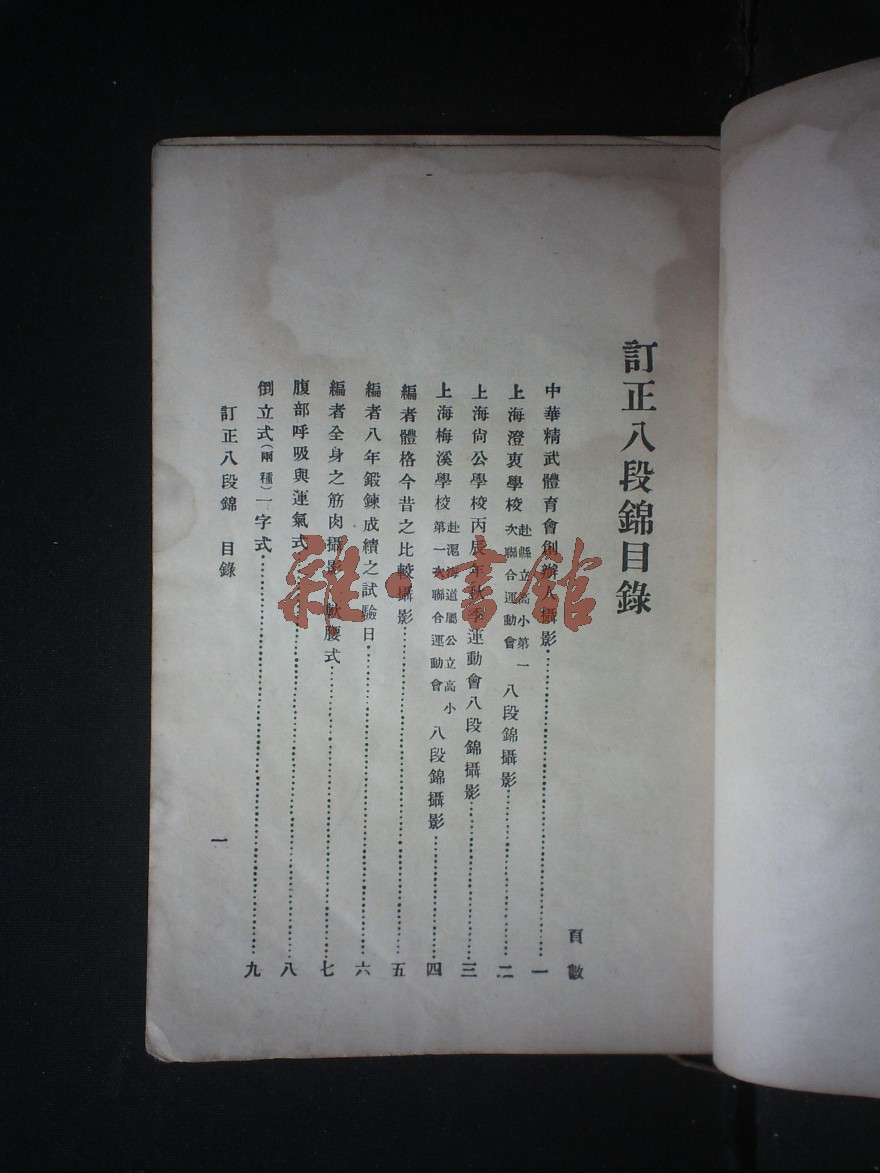 訂正八段錦目錄
頁數
中華精武體育會創辦人攝影 一
上海澄衷學校赴縣立高小第一次聯合運動會八段錦攝影 二
上海尙公學校丙辰年秋季運動會八段錦攝影 三
上海梅溪學校赴滬海道屬公立高小第一次聯合運動會八段錦攝影 四
編者體格今昔之比較攝影 五
編者八年鍛鍊成績之試驗日 六
編者全身之筋肉攝影 軟腰式 七
腹部呼吸與運氣式 八
倒立式(兩種)一字式 九
訂正八段錦 目錄
一
雜·書館